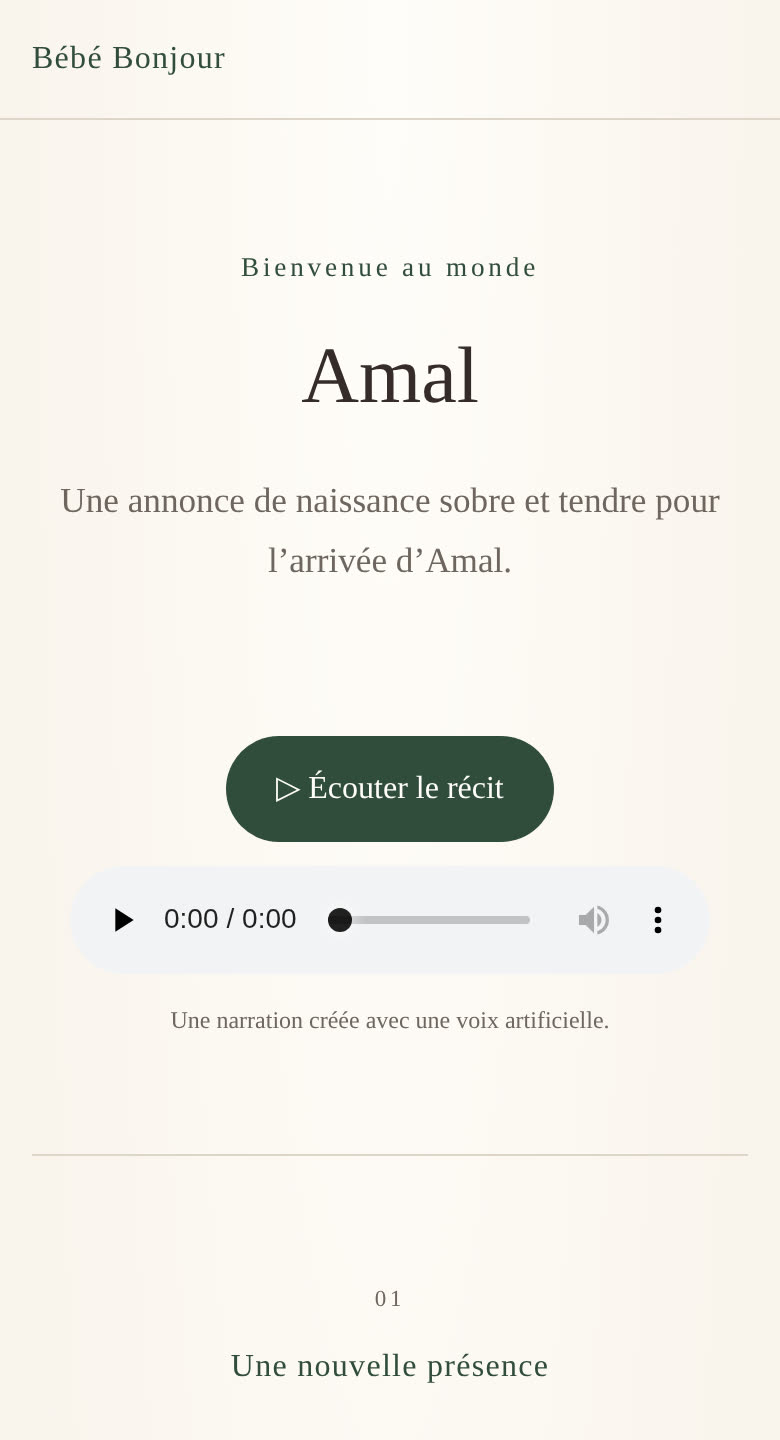 Bébé Bonjour
Bienvenue au monde
Amal
Une annonce de naissance sobre et tendre pour
l’arrivée d’Amal.
▷ Écouter le récit
0:00 / 0:00
Une narration créée avec une voix artificielle.
01
Une nouvelle présence